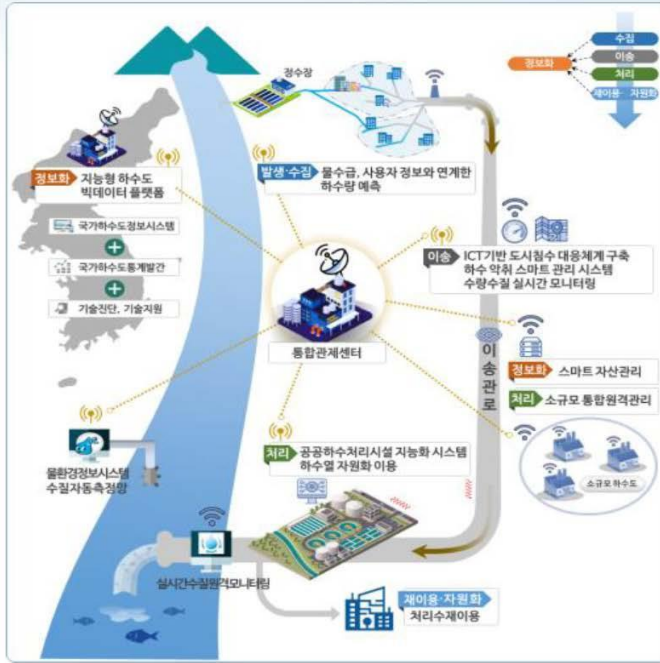 수집
이송
처리
재이용· 자원화
정보화
정수장
정보화 지능형 하수도
빅데이터 플랫폼
국가하수도정보시스템
국가하수도통계발간
기술진단, 기술지원
발생·수집 물수급, 사용자 정보와 연계한
하수량 예측
이송 ICT기반 도시침수 대응체계 구축
하수 악취 스마트 관리 시스템
수량수질 실시간 모니터링
통합관제센터
이송관로
정보화 스마트 자산관리
처리 소규모 통합원격관리
소규모 하수도
물환경정보시스템
수질자동측정망
처리 공공하수처리시설 지능화 시스템
하수열 자원화 이용
실시간수질원격모니터링
재이용·자원화
처리수재이용